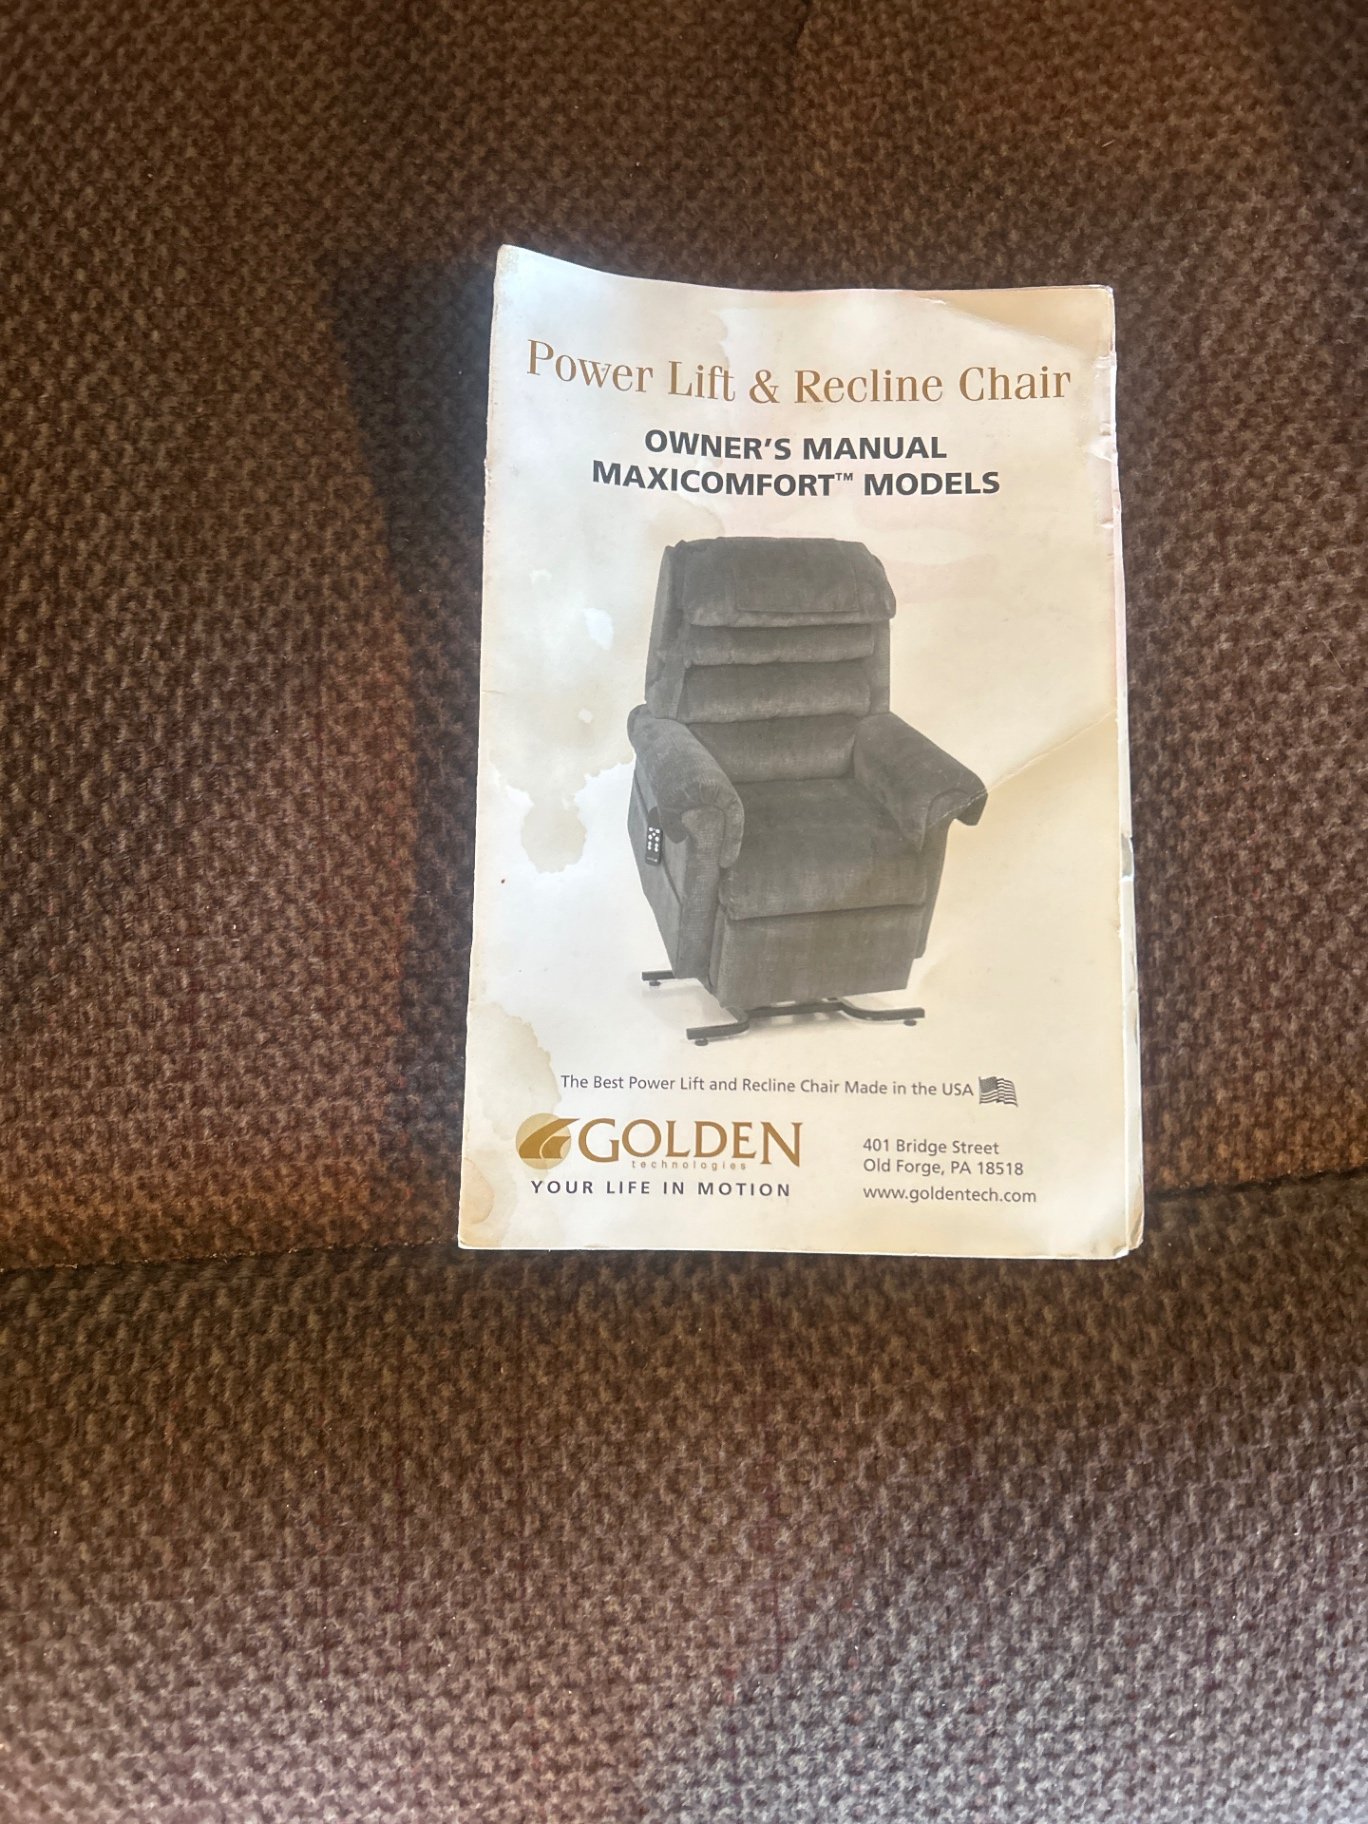 Power Lift & Recline Chair
OWNER'S MANUAL
MAXICOMFORT™ MODELS
The Best Power Lift and Recline Chair Made in the USA
GOLDEN
technologies
YOUR LIFE IN MOTION
401 Bridge Street
Old Forge, PA 18518
www.goldentech.com